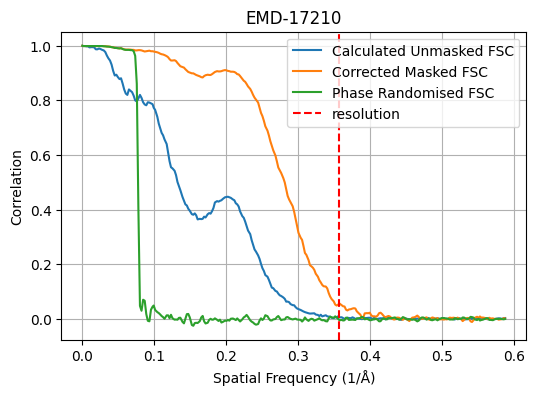 EMD-17210
Calculated Unmasked FSC
Corrected Masked FSC
Phase Randomised FSC
resolution
Correlation
1.0
0.8
0.6
0.4
0.2
0.0
0.0 0.1 0.2 0.3 0.4 0.5 0.6
Spatial Frequency (1/Å)